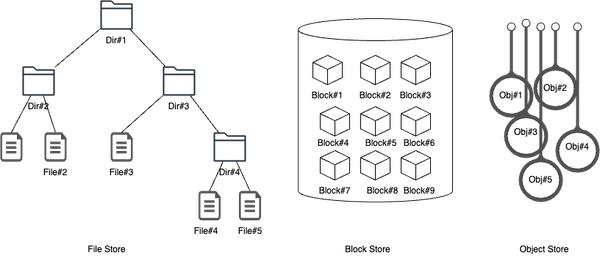 Dir#1
Dir#2
Dir#3
Dir#4
File#2
File#3
File#4
File#5
File Store
Block#1
Block#2
Block#3
Block#4
Block#5
Block#6
Block#7
Block#8
Block#9
Block Store
Obj#1
Obj#2
Obj#3
Obj#4
Obj#5
Object Store